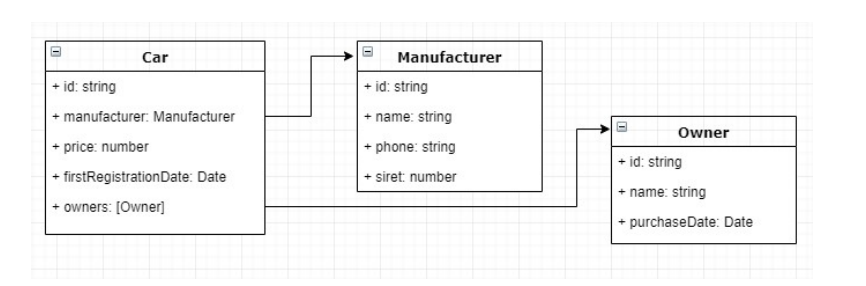 Car
+ id: string
+ manufacturer: Manufacturer
+ price: number
+ firstRegistrationDate: Date
+ owners: [Owner]
Manufacturer
+ id: string
+ name: string
+ phone: string
+ siret: number
Owner
+ id: string
+ name: string
+ purchaseDate: Date